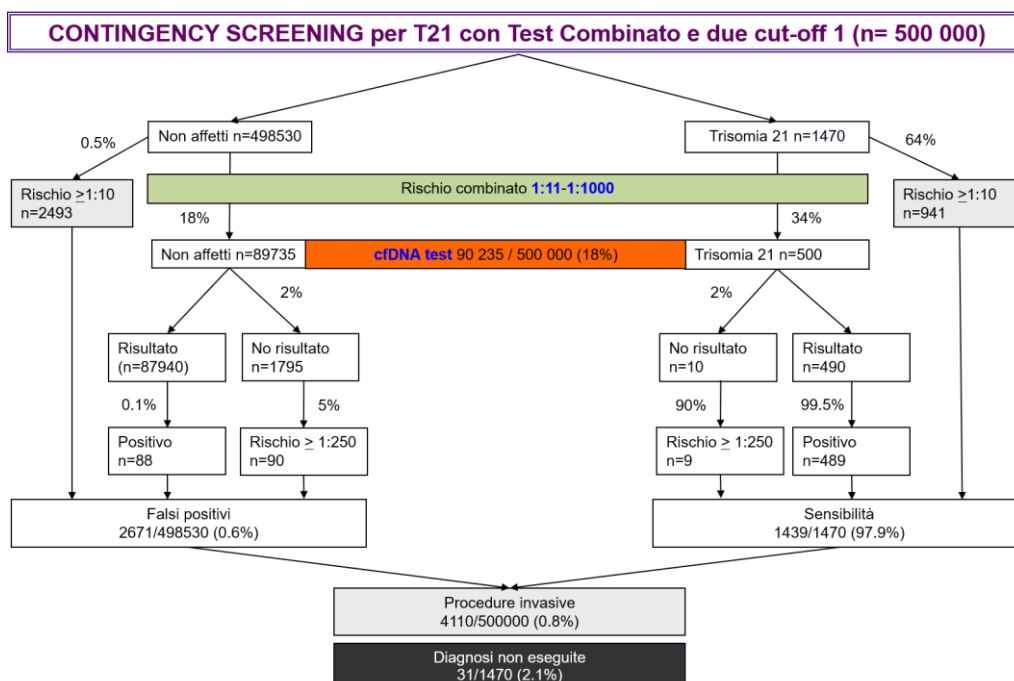 CONTINGENCY SCREENING per T21 con Test Combinato e due cut-off 1 (n= 500 000)
0.5%
Non affetti n=498530
Trisomia 21 n=1470
64%
Rischio ≥1:10
n=2493
Rischio combinato 1:11-1:1000
Rischio ≥1:10
n=941
18%
34%
Non affetti n=89735
cfDNA test 90 235 / 500 000 (18%)
Trisomia 21 n=500
2%
2%
Risultato
(n=87940)
No risultato
n=1795
No risultato
n=10
Risultato
n=490
0.1%
5%
90%
99.5%
Positivo
n=88
Rischio ≥ 1:250
n=90
Rischio ≥ 1:250
n=9
Positivo
n=489
Falsi positivi
2671/498530 (0.6%)
Sensibilità
1439/1470 (97.9%)
Procedure invasive
4110/500000 (0.8%)
Diagnosi non eseguite
31/1470 (2.1%)